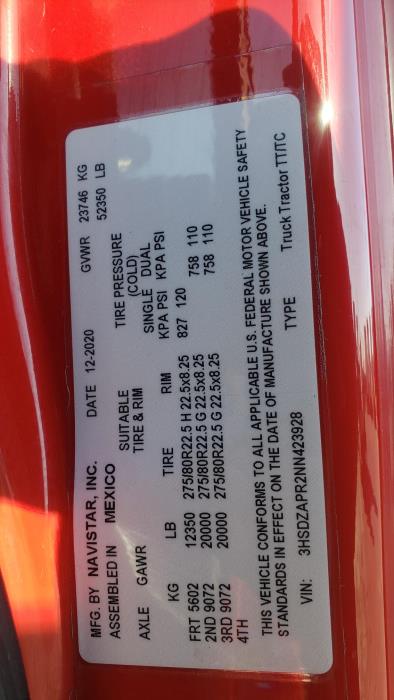 MFG. BY NAVISTAR, INC. DATE 12-2020 GVWR 23746 KG
ASSEMBLED IN MEXICO 52350 LB
SUITABLE TIRE PRESSURE
AXLE GAWR TIRE & RIM (COLD)
SINGLE DUAL
KG LB TIRE RIM KPA PSI KPA PSI
FRT 5602 12350 275/80R22.5 H 22.5x8.25 827 120
2ND 9072 20000 275/80R22.5 G 22.5x8.25 758 110
3RD 9072 20000 275/80R22.5 G 22.5x8.25 758 110
4TH
THIS VEHICLE CONFORMS TO ALL APPLICABLE U.S. FEDERAL MOTOR VEHICLE SAFETY
STANDARDS IN EFFECT ON THE DATE OF MANUFACTURE SHOWN ABOVE.
VIN: 3HSDZAPR2NN423928 TYPE Truck Tractor TT/TC